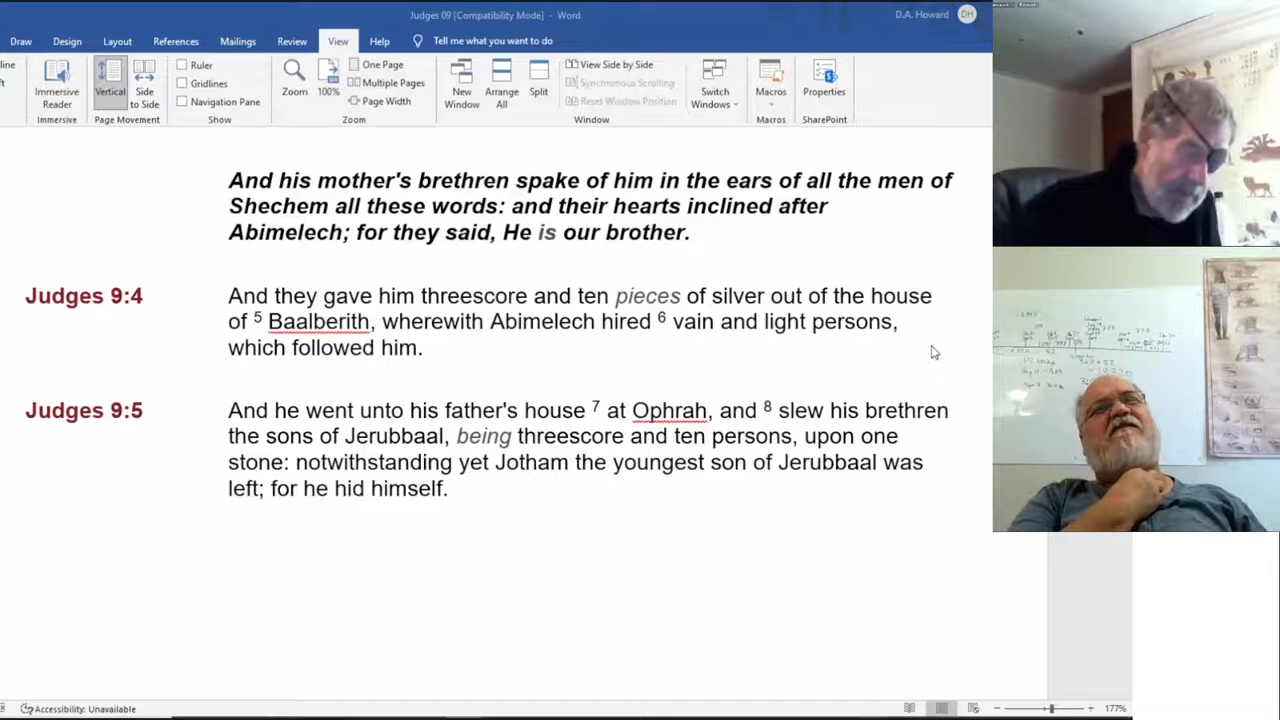 Judges 09 [Compatibility Mode] - Word
D.A. Howard DH
Draw Design Layout References Mailings Review View Help Tell me what you want to do
Immersive Reader
Vertical
Side to Side
Ruler
Gridlines
Navigation Pane
Zoom
100%
One Page
Multiple Pages
Page Width
New Window
Arrange All
Split
View Side by Side
Synchronous Scrolling
Reset Window Position
Switch Windows
Macros
Properties
Immersive Page Movement Show Zoom Window Macros SharePoint
And his mother's brethren spake of him in the ears of all the men of
Shechem all these words: and their hearts inclined after
Abimelech; for they said, He is our brother.
Judges 9:4 And they gave him threescore and ten pieces of silver out of the house
of 5 Baalberith, wherewith Abimelech hired 6 vain and light persons,
which followed him.
Judges 9:5 And he went unto his father's house 7 at Ophrah, and 8 slew his brethren
the sons of Jerubbaal, being threescore and ten persons, upon one
stone: notwithstanding yet Jotham the youngest son of Jerubbaal was
left; for he hid himself.
Accessibility: Unavailable
177%